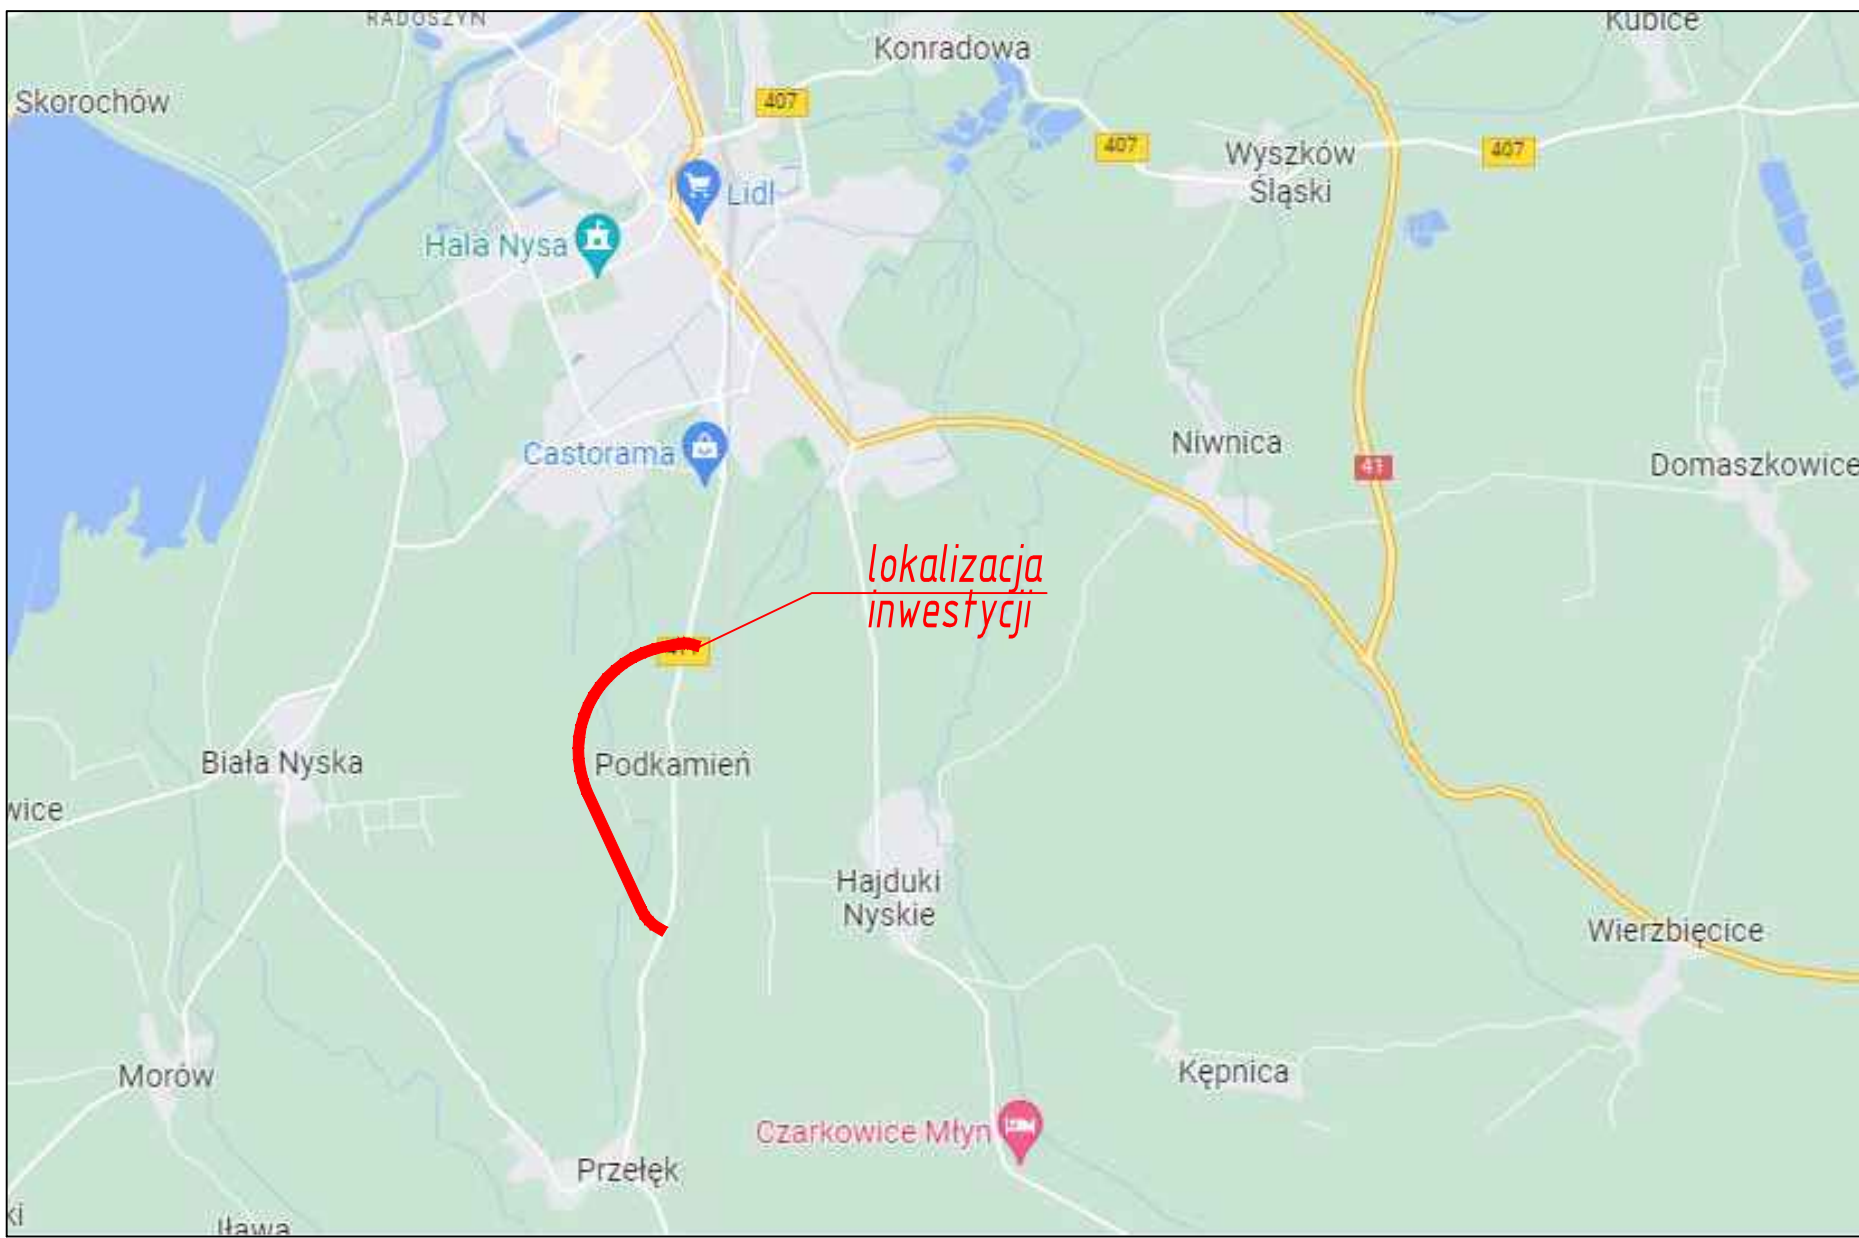 RADOSZYN
Konradowa
Kubice
Skorochów
407
407
407
Wyszków
Śląski
Lidl
Hala Nysa
Castorama
Niwnica
41
Domaszkowice
lokalizacja
inwestycji
Biała Nyska
Podkamień
wice
Hajduki
Nyskie
Wierzbięcice
Morów
Kępnica
Czarkowice Młyn
Przełęk
ki
Iława